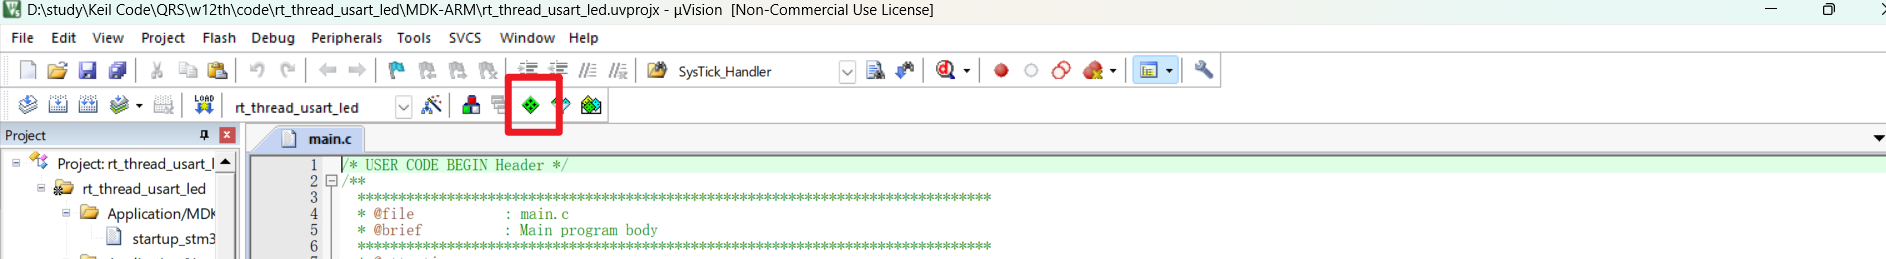 D:\study\Keil Code\QRS\w12th\code\rt_thread_usart_led\MDK-ARM\rt_thread_usart_led.uvprojx - µVision [Non-Commercial Use License]
File Edit View Project Flash Debug Peripherals Tools SVCS Window Help
SysTick_Handler
LOAD rt_thread_usart_led
Project
main.c
Project: rt_thread_usart_l
rt_thread_usart_led
Application/MDK
startup_stm3
1 /* USER CODE BEGIN Header */
2 /**
3 ******************************************************************************
4 * @file : main.c
5 * @brief : Main program body
6 ******************************************************************************